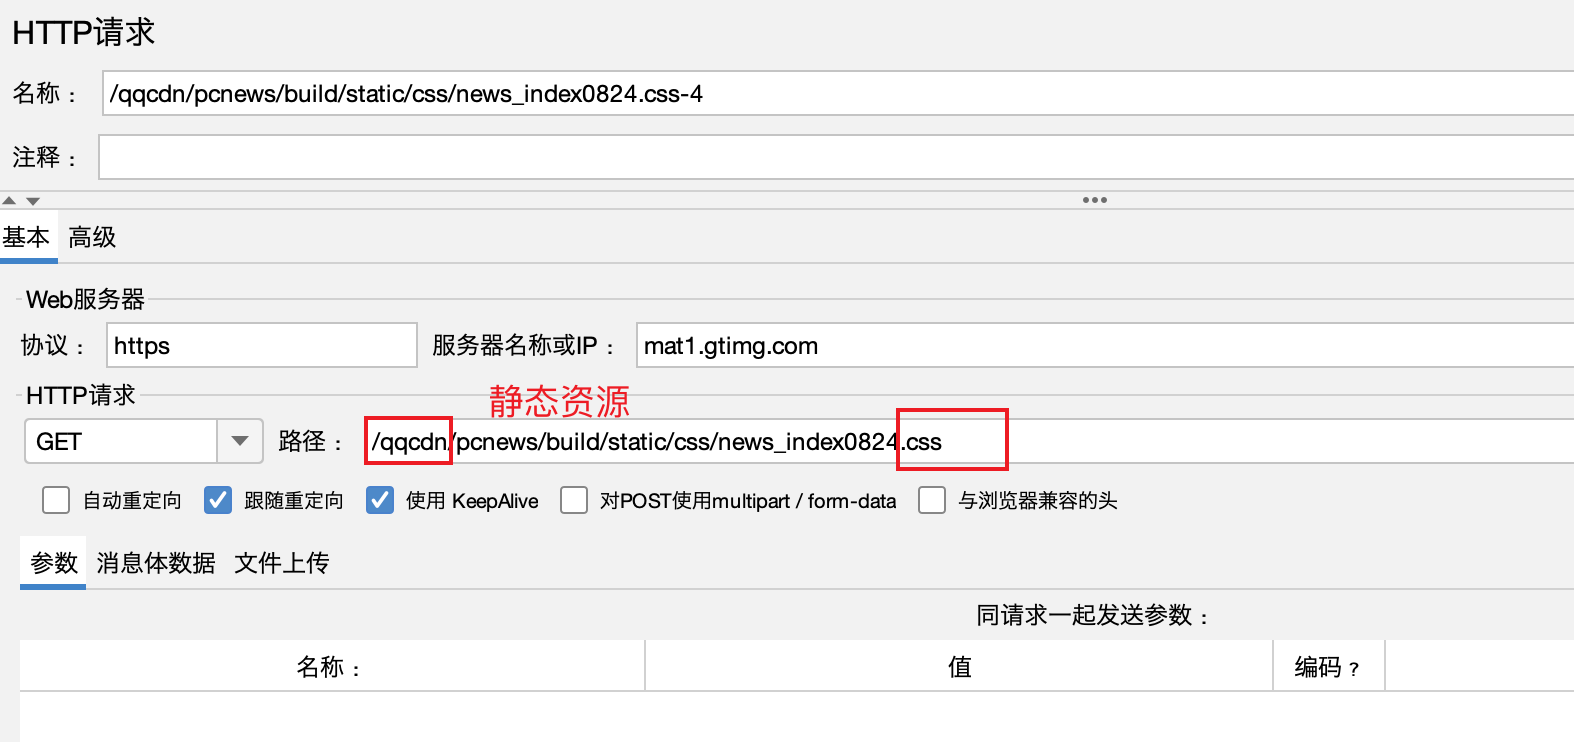 HTTP请求
名称： /qqcdn/pcnews/build/static/css/news_index0824.css-4
注释：
基本 高级
Web服务器
协议： https 服务器名称或IP： mat1.gtimg.com
HTTP请求 静态资源
GET 路径： /qqcdn/pcnews/build/static/css/news_index0824.css
自动重定向 跟随重定向 使用 KeepAlive 对POST使用multipart / form-data 与浏览器兼容的头
参数 消息体数据 文件上传
同请求一起发送参数：
名称： 值 编码？